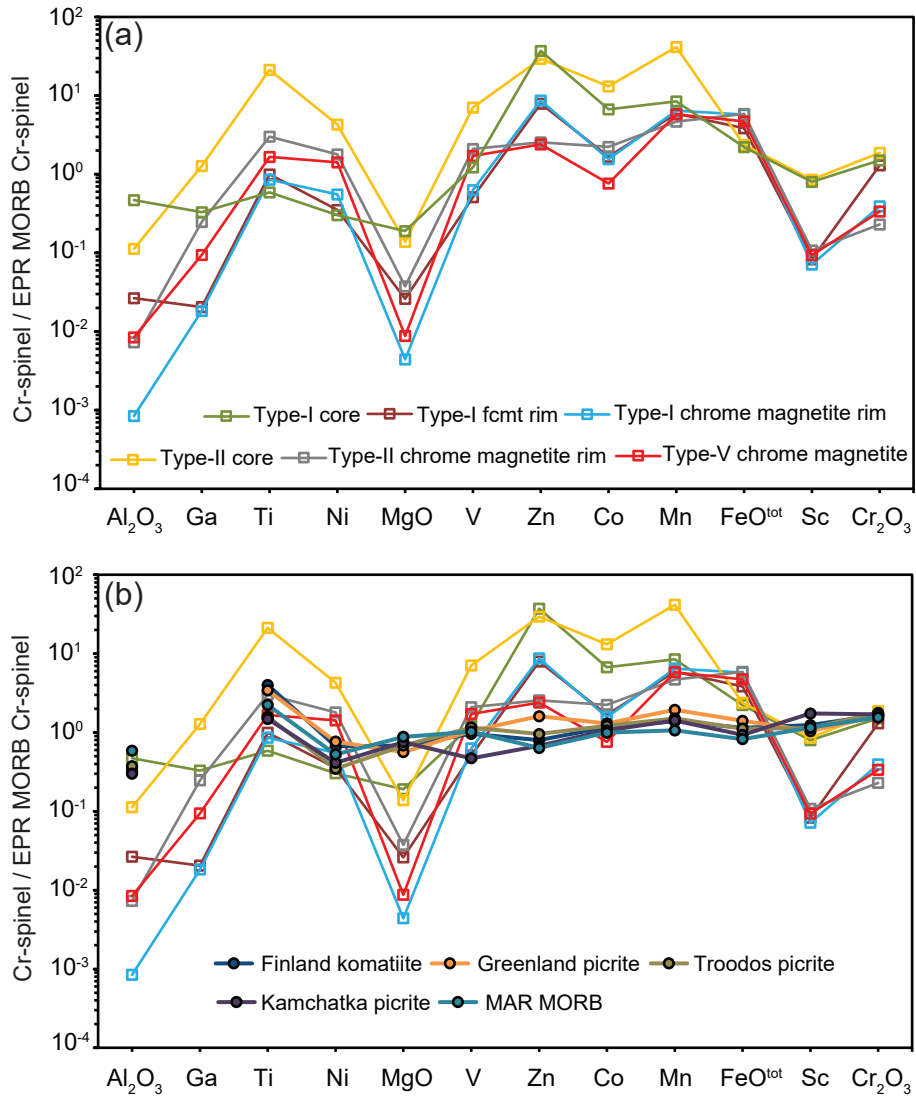 (a)
Cr-spinel / EPR MORB Cr-spinel
10²
10¹
10⁰
10⁻¹
10⁻²
10⁻³
10⁻⁴
Type-I core Type-I fcmt rim Type-I chrome magnetite rim
Type-II core Type-II chrome magnetite rim Type-V chrome magnetite
Al₂O₃ Ga Ti Ni MgO V Zn Co Mn FeOᵗᵒᵗ Sc Cr₂O₃
(b)
Cr-spinel / EPR MORB Cr-spinel
10²
10¹
10⁰
10⁻¹
10⁻²
10⁻³
10⁻⁴
Finland komatiite Greenland picrite Troodos picrite
Kamchatka picrite MAR MORB
Al₂O₃ Ga Ti Ni MgO V Zn Co Mn FeOᵗᵒᵗ Sc Cr₂O₃